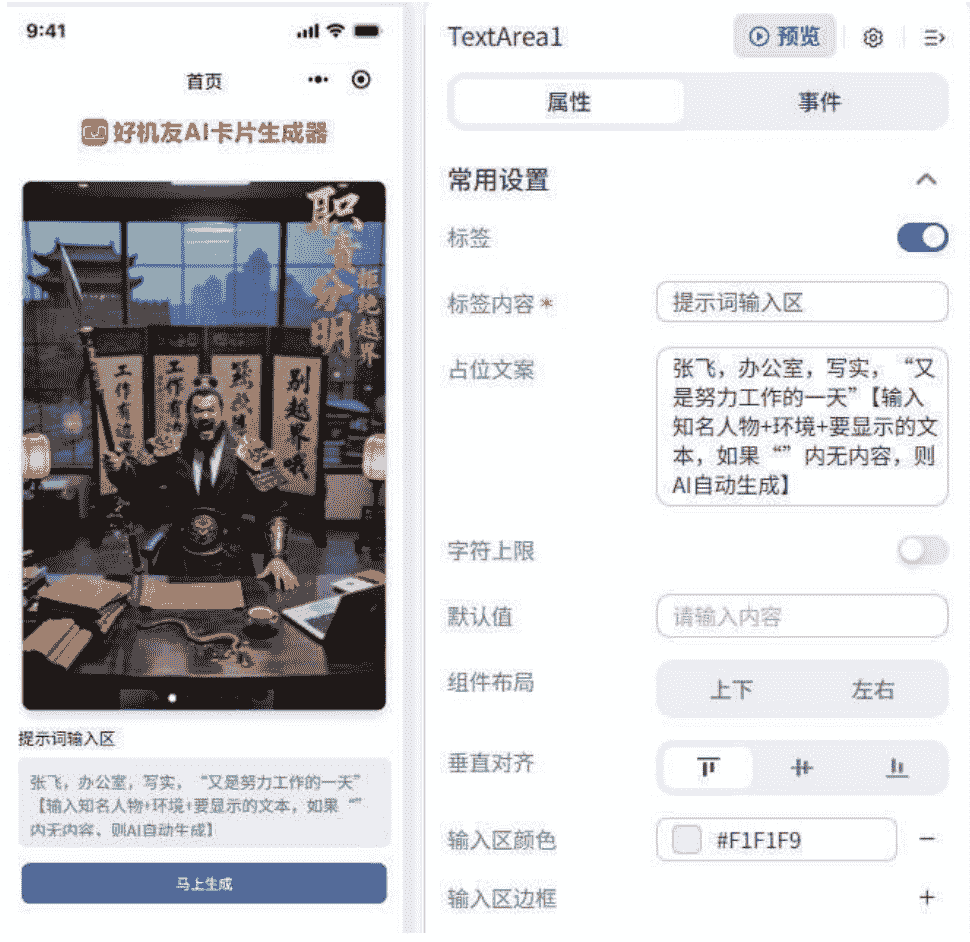 9:41
首页
好机友AI卡片生成器
职责分明
拒绝越界
工作有边界
工作有边
别越界哦
提示词输入区
张飞，办公室，写实，“又是努力工作的一天”
【输入知名人物+环境+要显示的文本，如果“”
内无内容、则AI自动生成】
马上生成
TextArea1
预览
属性
事件
常用设置
标签
标签内容*
提示词输入区
占位文案
张飞，办公室，写实，“又
是努力工作的一天”【输入
知名人物+环境+要显示的文
本，如果“”内无内容，则
AI自动生成】
字符上限
默认值
请输入内容
组件布局
上下
左右
垂直对齐
输入区颜色
#F1F1F9
输入区边框